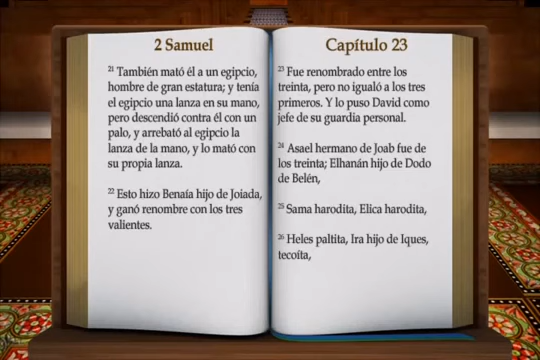 2 Samuel
21 También mató él a un egipcio,
hombre de gran estatura; y tenía
el egipcio una lanza en su mano,
pero descendió contra él con un
palo, y arrebató al egipcio la
lanza de la mano, y lo mató con
su propia lanza.
22 Esto hizo Benaía hijo de Joiada,
y ganó renombre con los tres
valientes.
Capítulo 23
23 Fue renombrado entre los
treinta, pero no igualó a los tres
primeros. Y lo puso David como
jefe de su guardia personal.
24 Asael hermano de Joab fue de
los treinta; Elhanán hijo de Dodo
de Belén,
25 Sama harodita, Elica harodita,
26 Heles paltita, Ira hijo de Iques,
tecoíta,